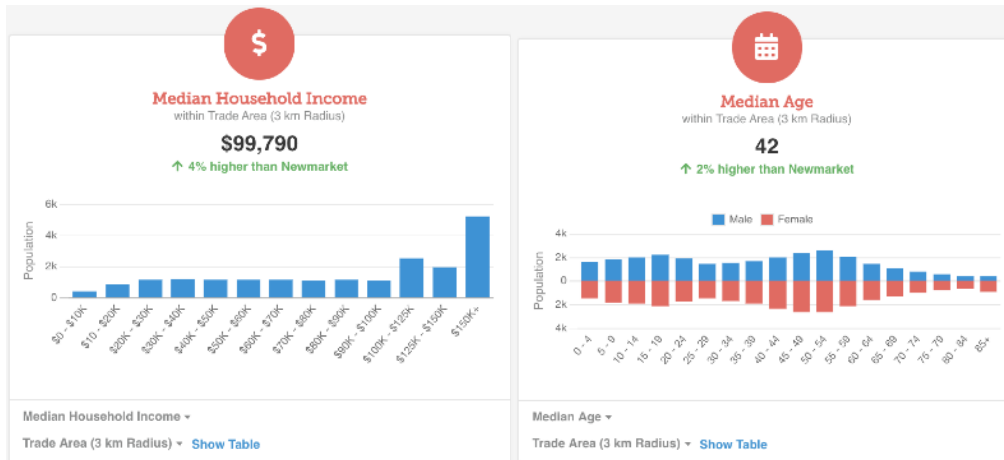 $
Median Household Income
within Trade Area (3 km Radius)
$99,790
↑ 4% higher than Newmarket
6k
4k
2k
0
Population
$0 - $10K
$10 - $20K
$20K - $30K
$30K - $40K
$40K - $50K
$50K - $60K
$60K - $70K
$70K - $80K
$80K - $90K
$90K - $100K
$100K - $125K
$125K - $150K
$150K+
Median Household Income
Trade Area (3 km Radius) Show Table
Median Age
within Trade Area (3 km Radius)
42
↑ 2% higher than Newmarket
Male Female
4k
2k
0
2k
4k
Population
0 - 4
5 - 9
10 - 14
15 - 19
20 - 24
25 - 29
30 - 34
35 - 39
40 - 44
45 - 49
50 - 54
55 - 59
60 - 64
65 - 69
70 - 74
75 - 79
80 - 84
85+
Median Age
Trade Area (3 km Radius) Show Table